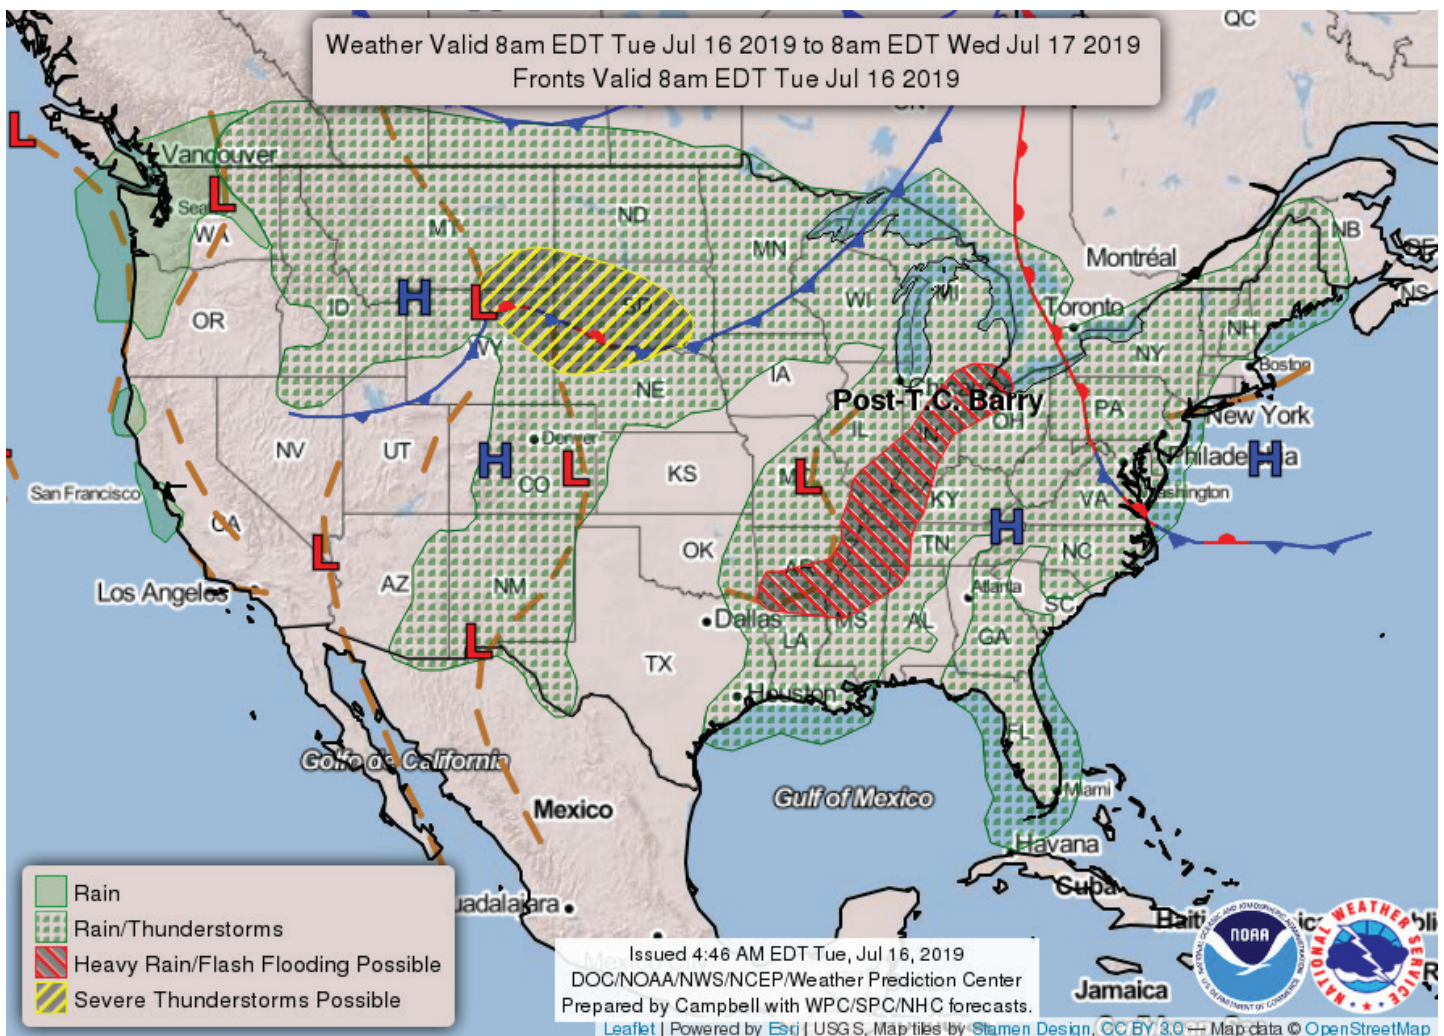 QC
Weather Valid 8am EDT Tue Jul 16 2019 to 8am EDT Wed Jul 17 2019
Fronts Valid 8am EDT Tue Jul 16 2019
L
Vancouver
L
WA
MT
ND
MN
NB
Montréal
NS
OR
ID
H
L
SD
WI
MI
Toronto
NH
WY
NY
Boston
NE
IA
Post-T.C. Barry
IL
OH
PA
New York
NV
UT
Denver
H
CO
L
KS
L
KY
VA
Philadelphia
H
San Francisco
CA
L
AZ
NM
OK
AR
TN
H
NC
Los Angeles
Dallas
LA
MS
AL
Atlanta
GA
SC
L
TX
Houston
FL
Golfo de California
Mexico
Gulf of Mexico
Miami
Havana
Cuba
Jamaica
Rain
Rain/Thunderstorms
Heavy Rain/Flash Flooding Possible
Severe Thunderstorms Possible
Issued 4:46 AM EDT Tue, Jul 16, 2019
DOC/NOAA/NWS/NCEP/Weather Prediction Center
Prepared by Campbell with WPC/SPC/NHC forecasts.
NOAA
NATIONAL WEATHER SERVICE
Leaflet | Powered by Esri | USGS, Map tiles by Stamen Design, CC BY 3.0 — Map data © OpenStreetMap